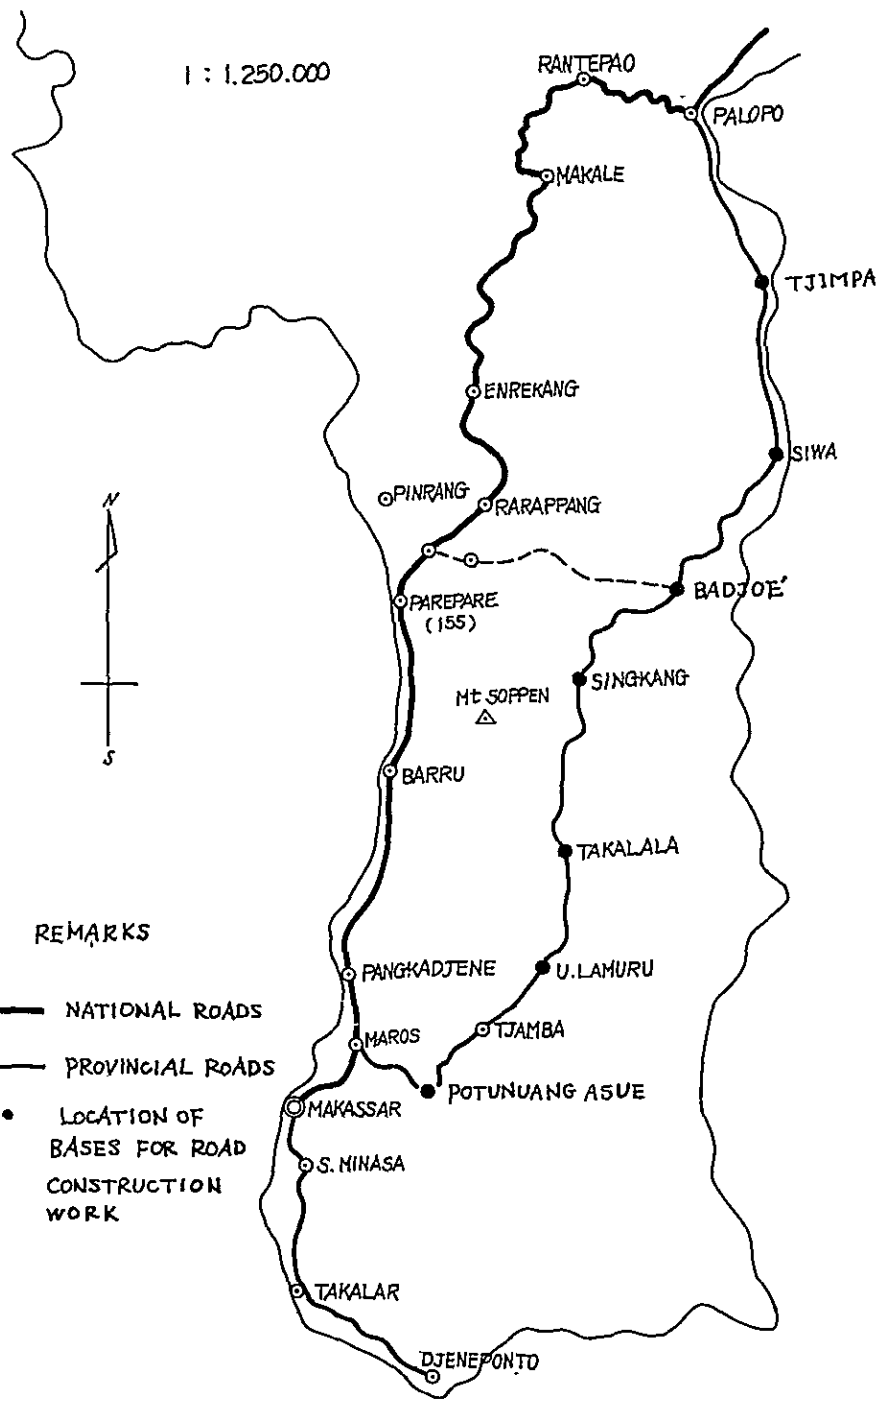 1 : 1.250.000
RANTEPAO
PALOPO
MAKALE
TJIMPA
ENREKANG
SIWA
PINRANG
RARAPPANG
N
BADJOE'
PAREPARE
(155)
SINGKANG
Mt SOPPEN
S
BARRU
TAKALALA
REMARKS
PANGKADJENE
U.LAMURU
NATIONAL ROADS
TJAMBA
MAROS
PROVINCIAL ROADS
POTUNUANG ASUE
MAKASSAR
LOCATION OF
BASES FOR ROAD
CONSTRUCTION
WORK
S. MINASA
TAKALAR
DJENEPONTO